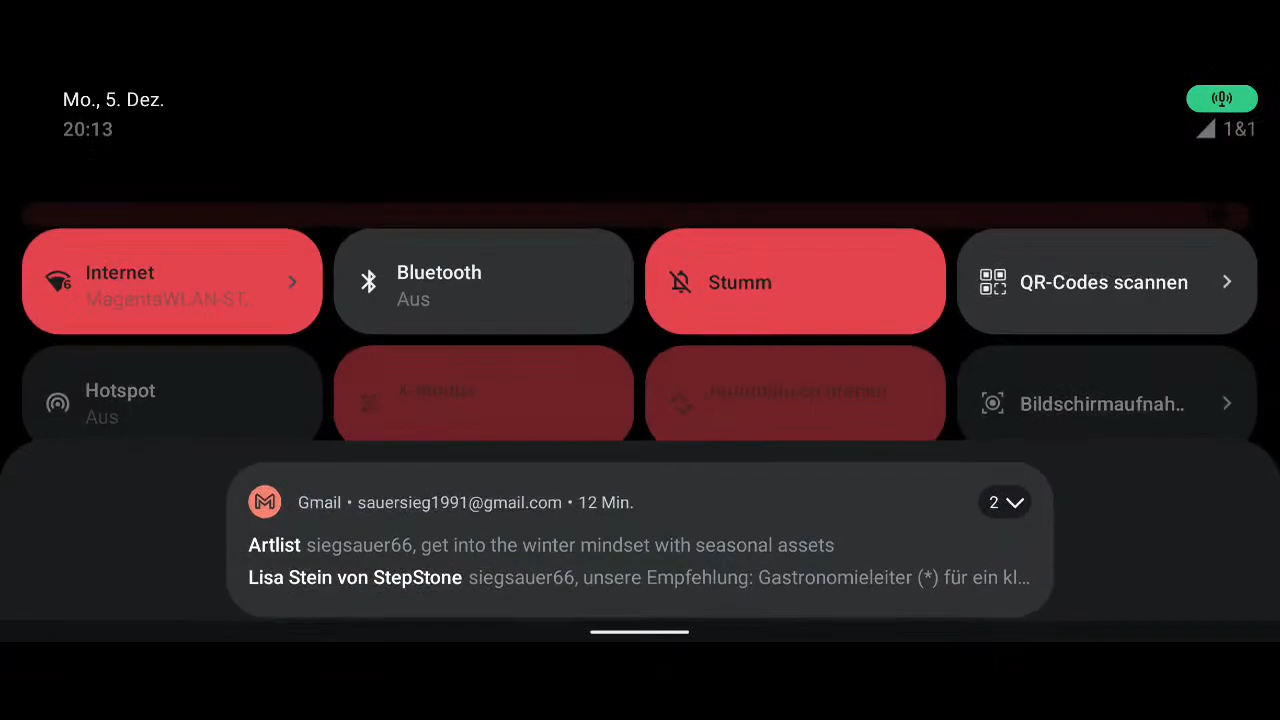 Mo., 5. Dez.
20:13
1&1
Internet
MagentaWLAN-ST..
Bluetooth
Aus
Stumm
QR-Codes scannen
Hotspot
Aus
Bildschirmaufnah..
Gmail • sauersieg1991@gmail.com • 12 Min.
2
Artlist siegsauer66, get into the winter mindset with seasonal assets
Lisa Stein von StepStone siegsauer66, unsere Empfehlung: Gastronomieleiter (*) für ein kl…